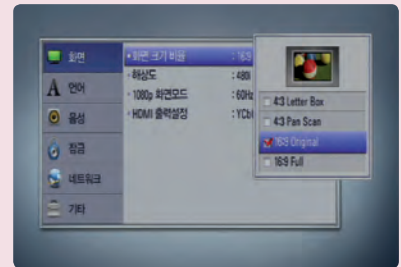 화면
언어
음성
잠금
네트워크
기타
• 화면 크기 비율 : 16:9
• 해상도 : 480i
• 1080p 화면모드 : 60Hz
• HDMI 출력설정 : YCb
4:3 Letter Box
4:3 Pan Scan
16:9 Original
16:9 Full